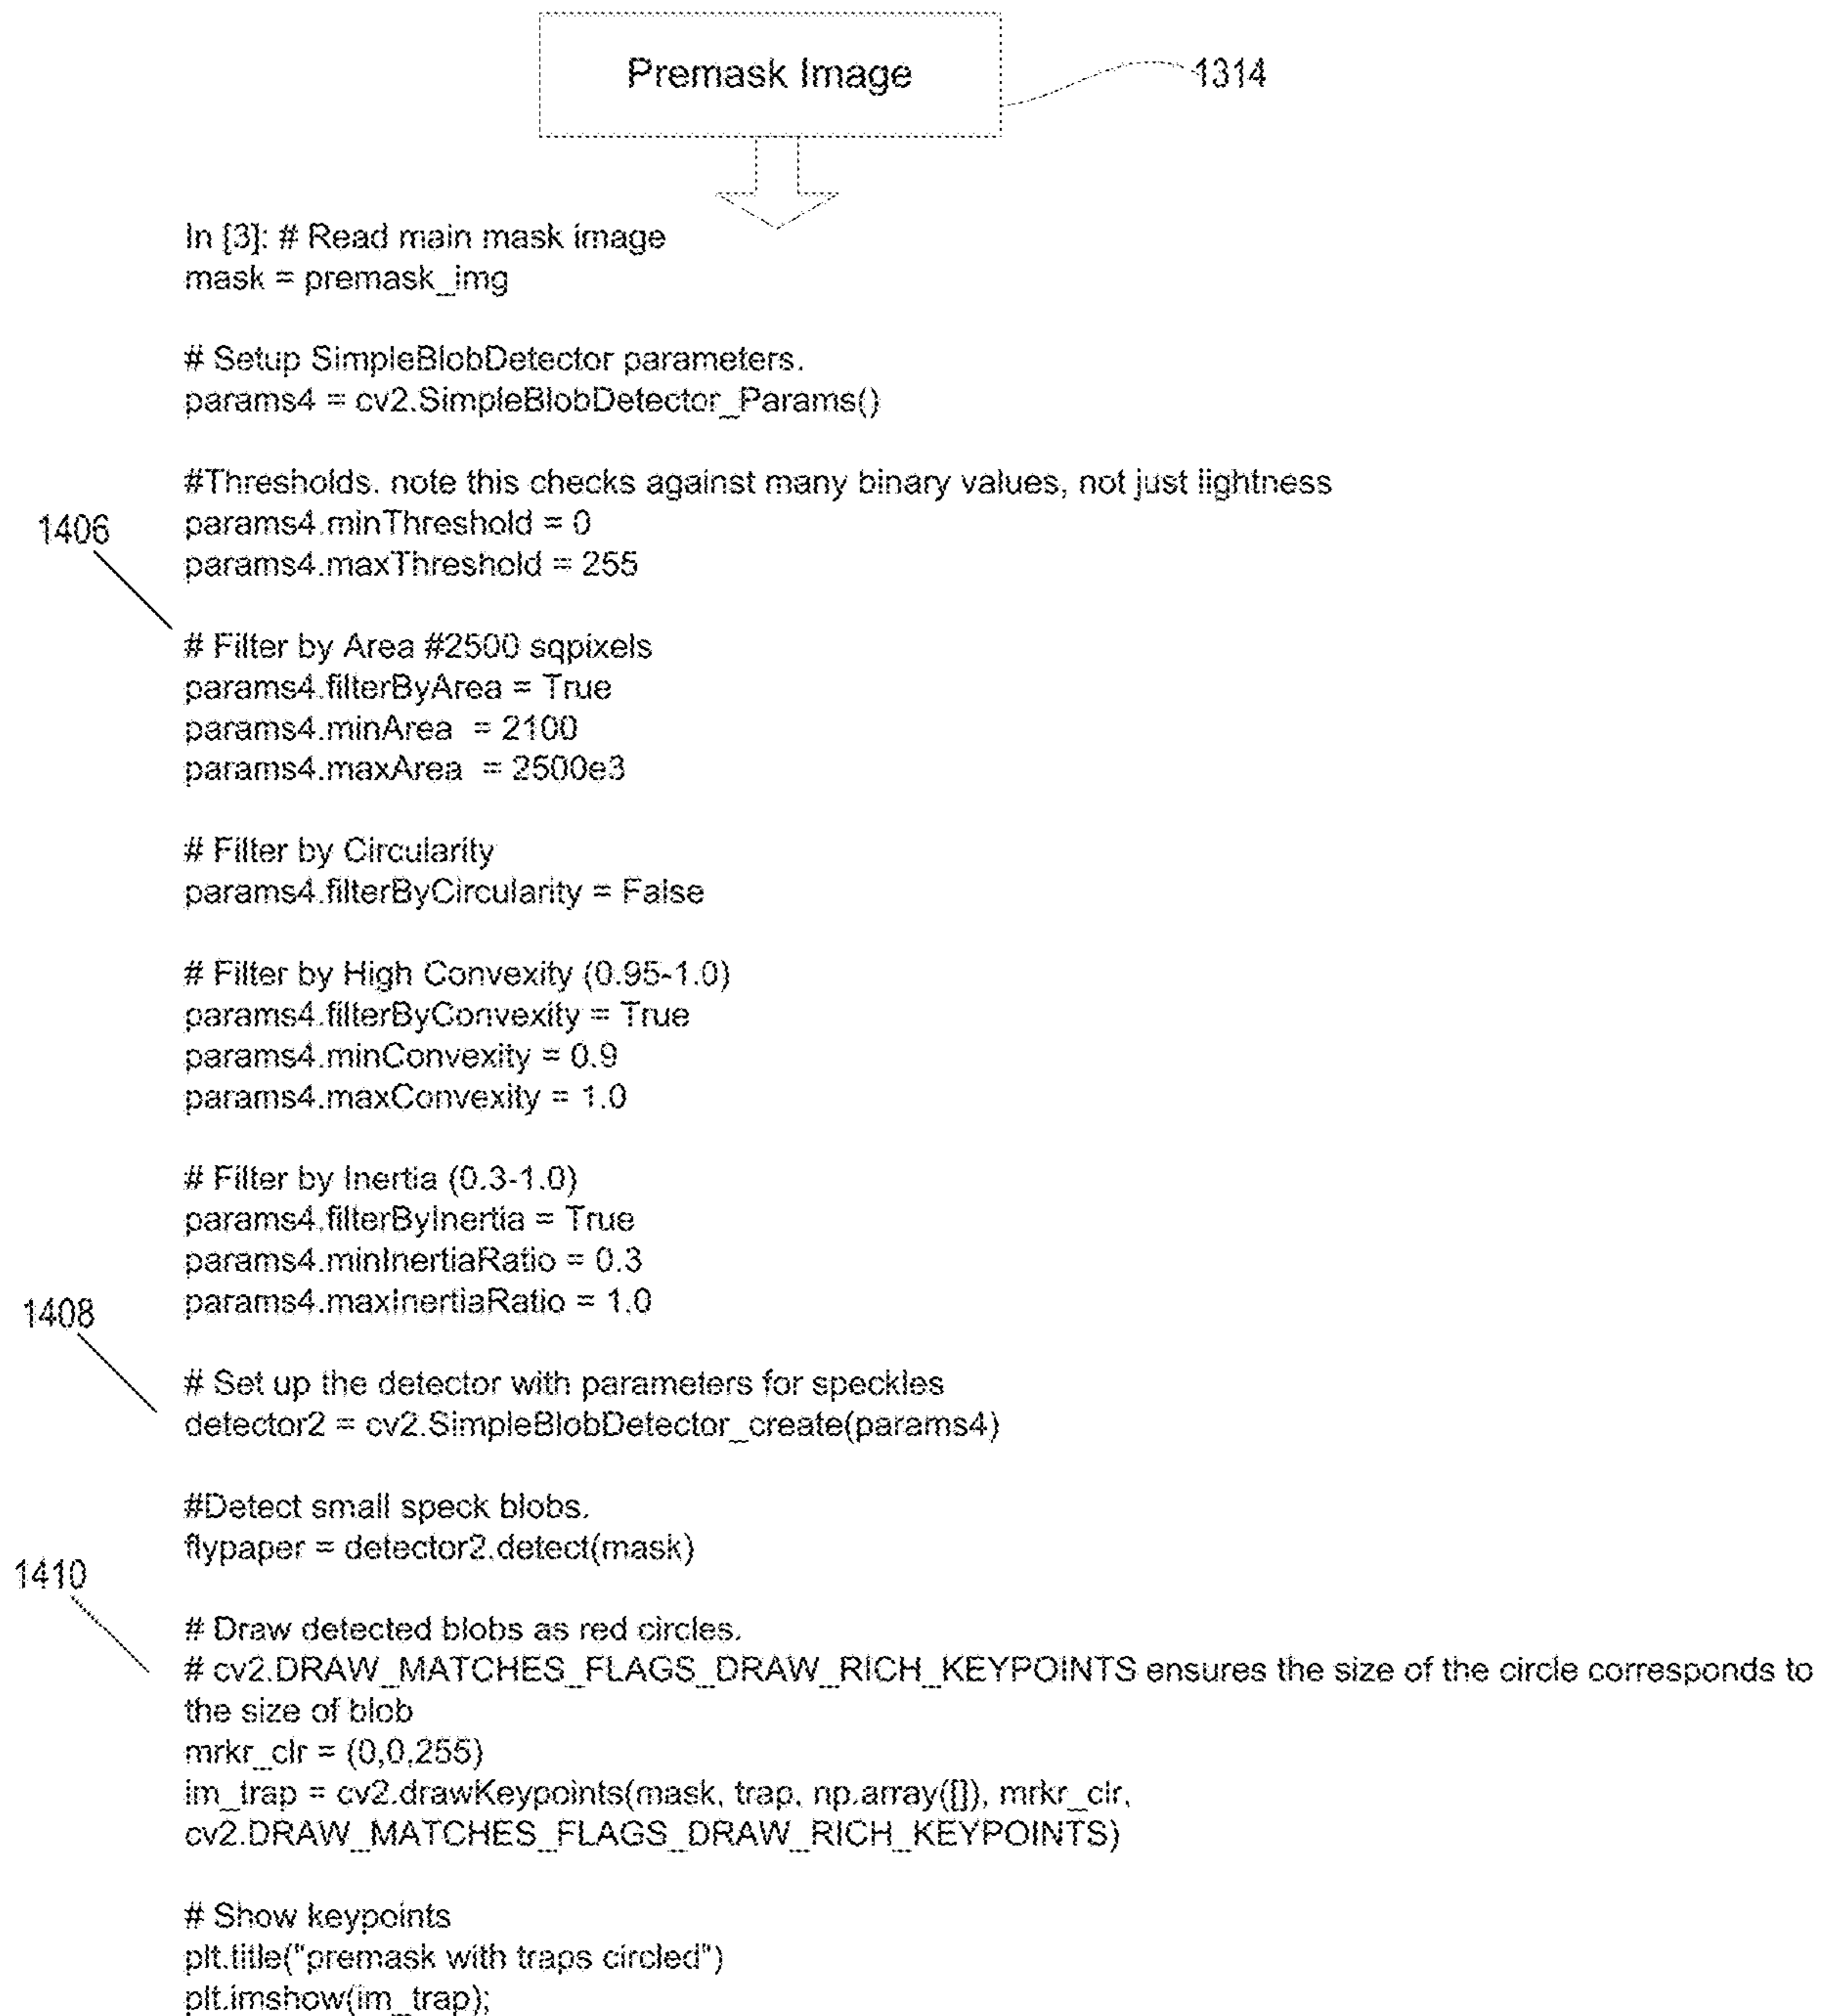 Premask Image
1314
In [3]: # Read main mask image
mask = premask_img
# Setup SimpleBlobDetector parameters.
params4 = cv2.SimpleBlobDetector_Params()
#Thresholds. note this checks against many binary values, not just lightness
1406
params4.minThreshold = 0
params4.maxThreshold = 255
# Filter by Area #2500 sqpixels
params4.filterByArea = True
params4.minArea = 2100
params4.maxArea = 2500e3
# Filter by Circularity
params4.filterByCircularity = False
# Filter by High Convexity (0.95-1.0)
params4.filterByConvexity = True
params4.minConvexity = 0.9
params4.maxConvexity = 1.0
# Filter by Inertia (0.3-1.0)
params4.filterByInertia = True
params4.minInertiaRatio = 0.3
params4.maxInertiaRatio = 1.0
1408
# Set up the detector with parameters for speckles
detector2 = cv2.SimpleBlobDetector_create(params4)
#Detect small speck blobs.
flypaper = detector2.detect(mask)
1410
# Draw detected blobs as red circles.
# cv2.DRAW_MATCHES_FLAGS_DRAW_RICH_KEYPOINTS ensures the size of the circle corresponds to
the size of blob
mrkr_clr = (0,0,255)
im_trap = cv2.drawKeypoints(mask, trap, np.array([]), mrkr_clr,
cv2.DRAW_MATCHES_FLAGS_DRAW_RICH_KEYPOINTS)
# Show keypoints
plt.title("premask with traps circled")
plt.imshow(im_trap);